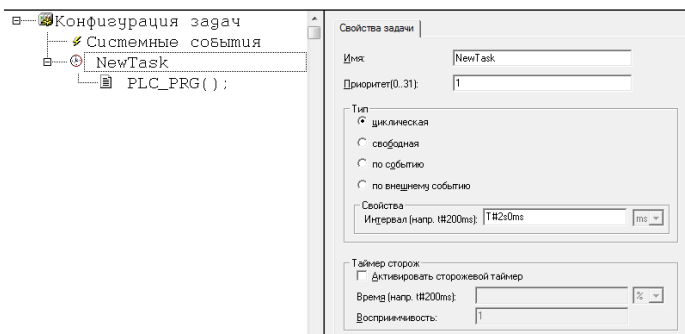 Конфигурация задач
Системные события
NewTask
PLC_PRG();
Свойства задачи
Имя: NewTask
Приоритет(0..31): 1
Тип
циклическая
свободная
по событию
по внешнему событию
Свойства
Интервал (напр. t#200ms): T#2s0ms ms
Таймер сторож
Активировать сторожевой таймер
Время (напр. t#200ms): %
Восприимчивость: 1